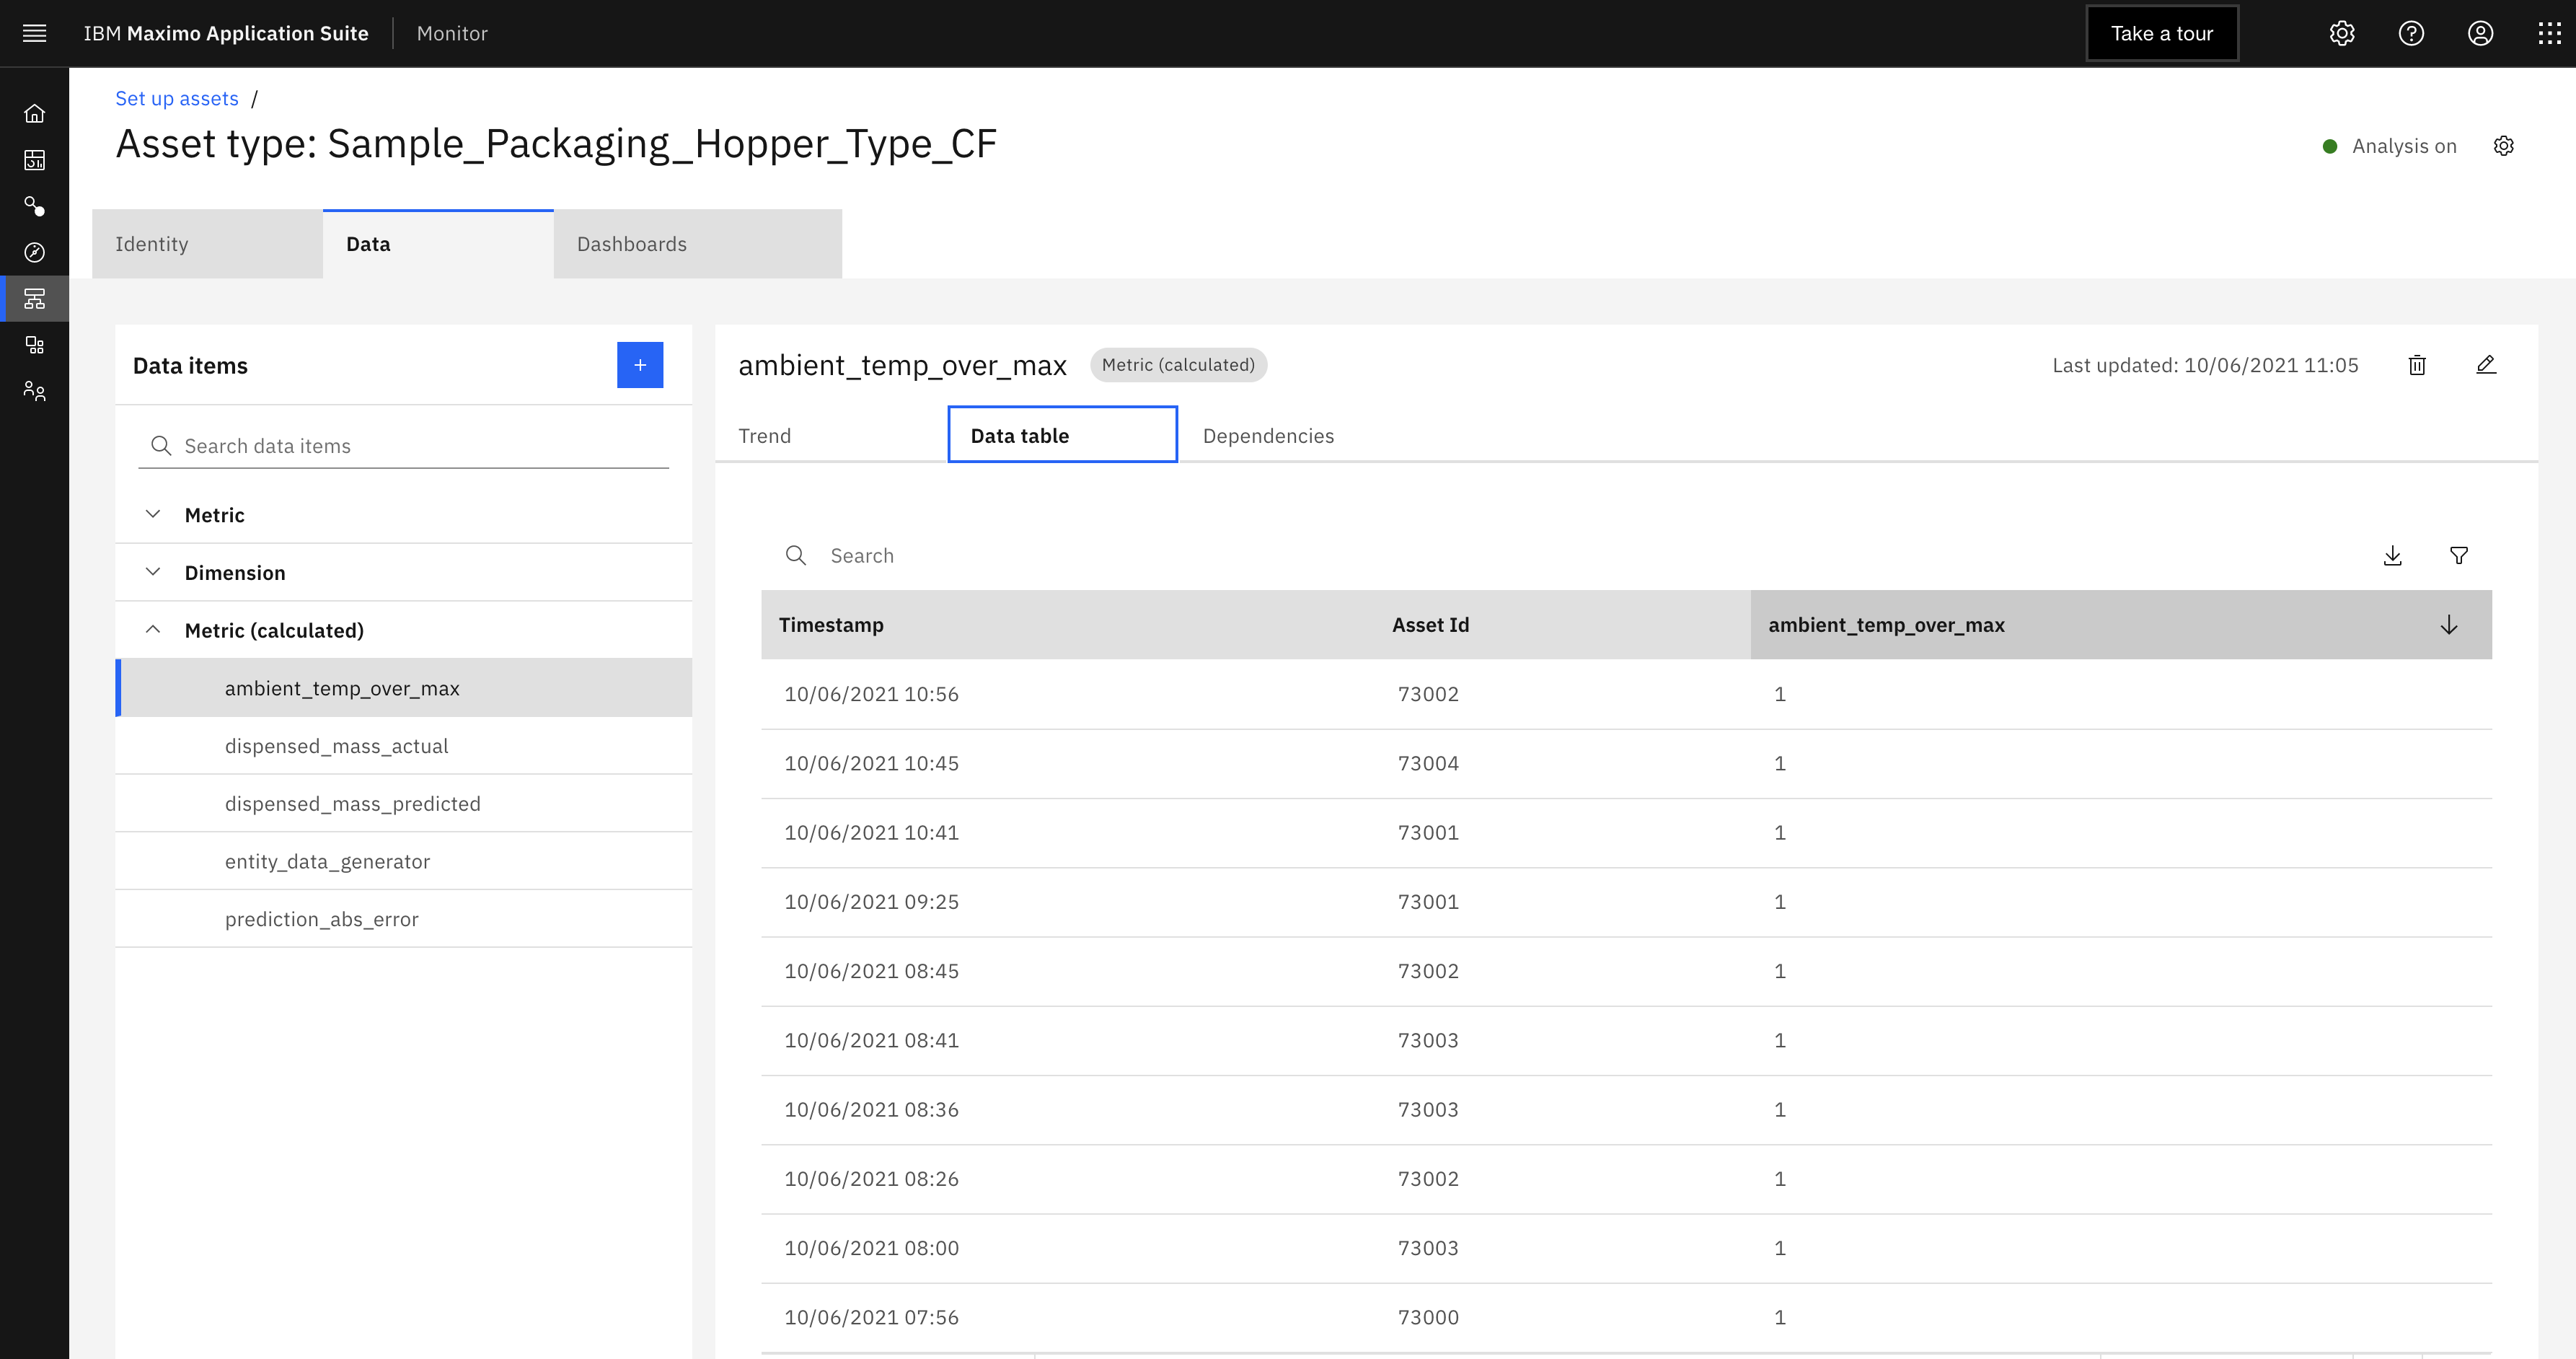 IBM Maximo Application Suite Monitor Take a tour
Set up assets /
Asset type: Sample_Packaging_Hopper_Type_CF
Analysis on
Identity Data Dashboards
Data items
Search data items
Metric
Dimension
Metric (calculated)
ambient_temp_over_max
dispensed_mass_actual
dispensed_mass_predicted
entity_data_generator
prediction_abs_error
ambient_temp_over_max Metric (calculated) Last updated: 10/06/2021 11:05
Trend Data table Dependencies
Search
Timestamp Asset Id ambient_temp_over_max
10/06/2021 10:56 73002 1
10/06/2021 10:45 73004 1
10/06/2021 10:41 73001 1
10/06/2021 09:25 73001 1
10/06/2021 08:45 73002 1
10/06/2021 08:41 73003 1
10/06/2021 08:36 73003 1
10/06/2021 08:26 73002 1
10/06/2021 08:00 73003 1
10/06/2021 07:56 73000 1